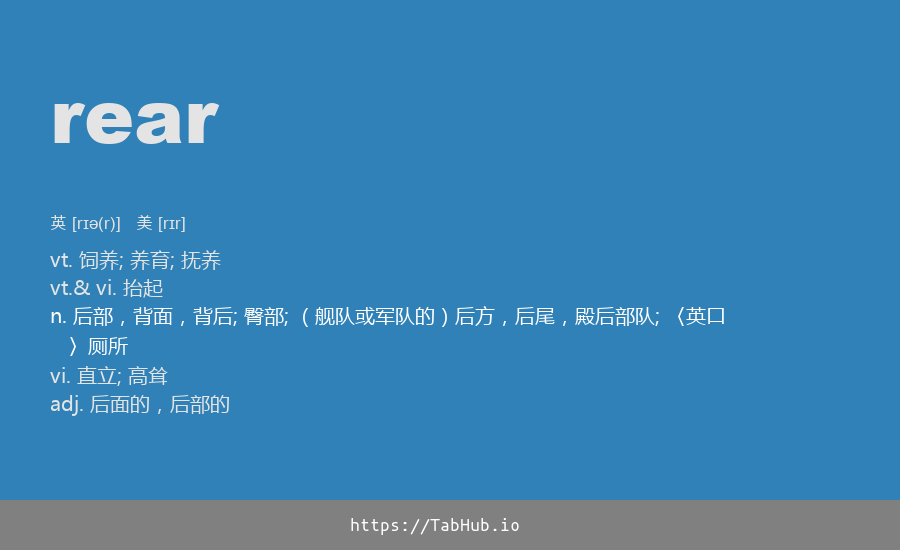 rear
英 [rɪə(r)] 美 [rɪr]
vt. 饲养; 养育; 抚养
vt.& vi. 抬起
n. 后部，背面，背后; 臀部; （舰队或军队的）后方，后尾，殿后部队; 〈英口
〉厕所
vi. 直立; 高耸
adj. 后面的，后部的
https://TabHub.io